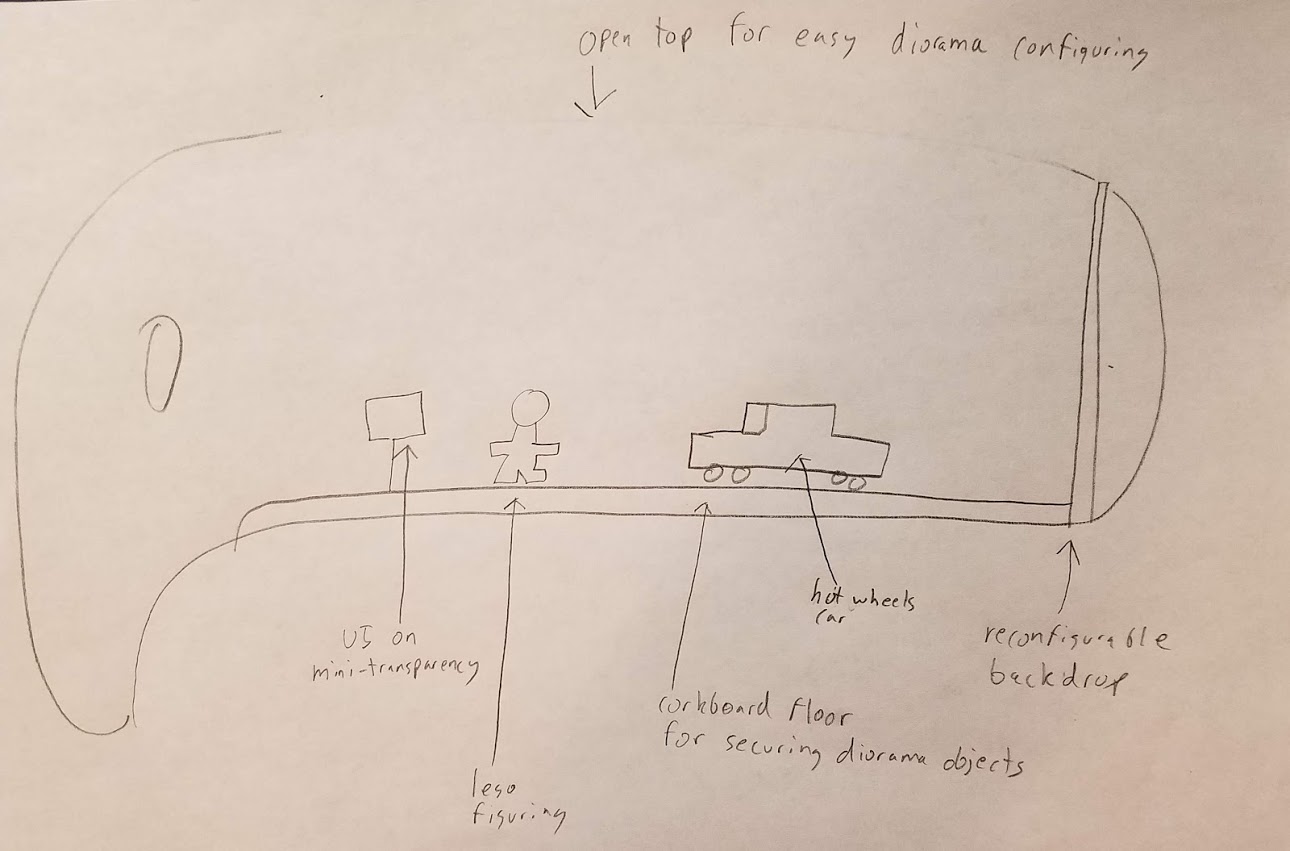 open top for easy diorama configuring
hot wheels
car
UI on
mini-transparency
reconfigurable
backdrop
corkboard floor
for securing diorama objects
lego
figuring